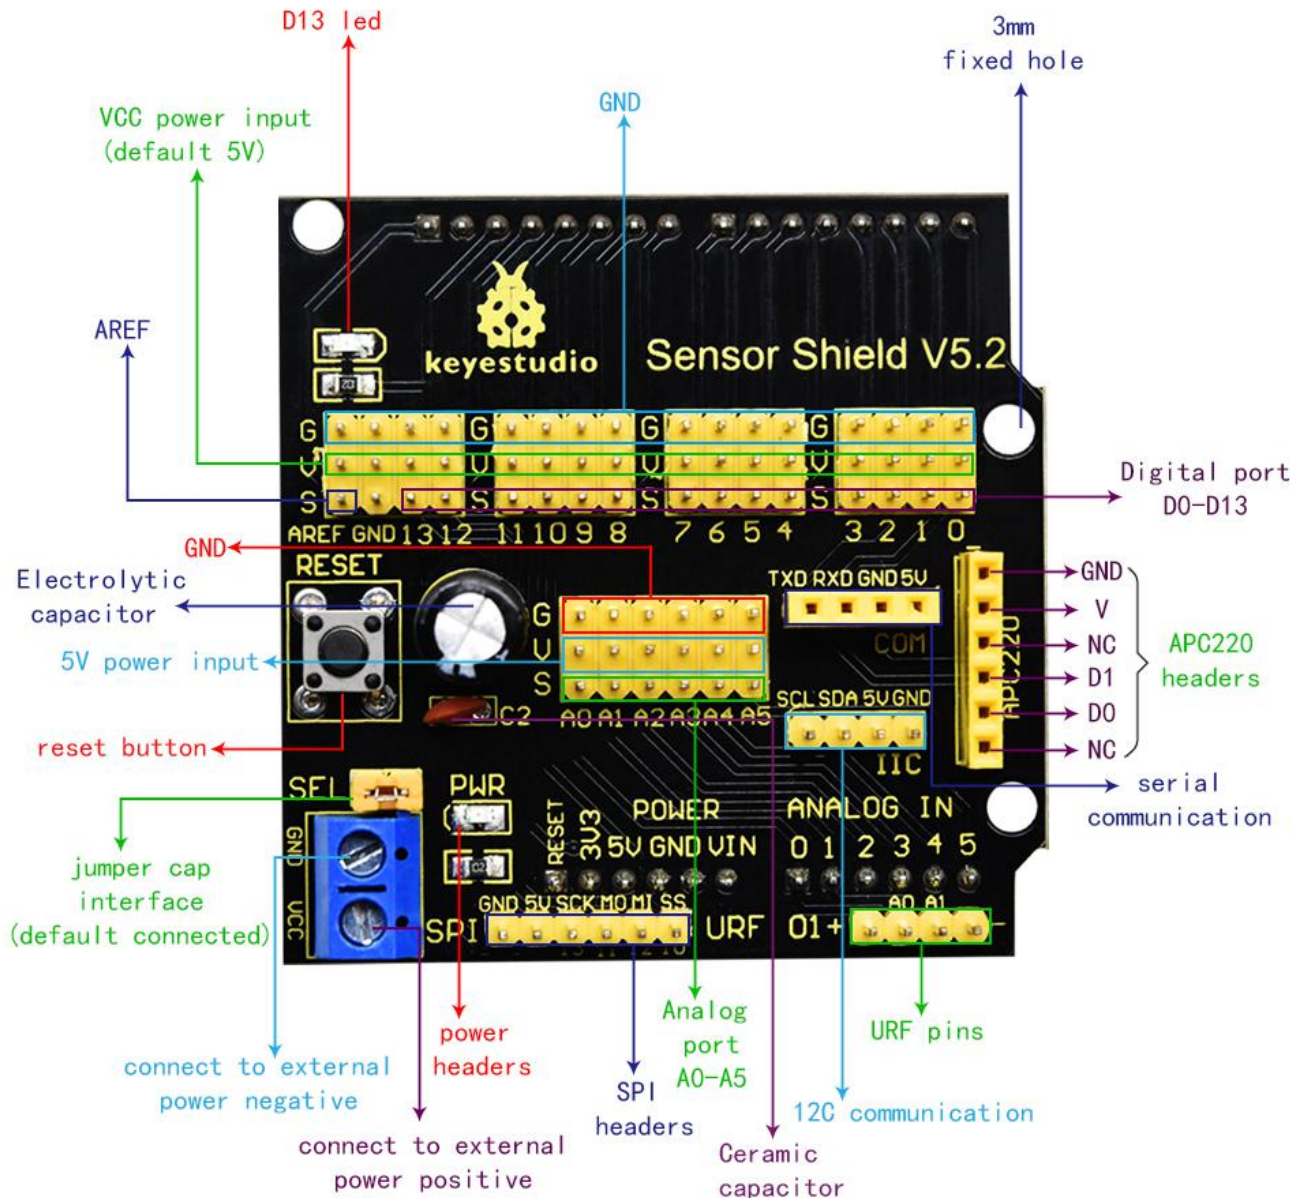 D13 led
3mm
fixed hole
VCC power input
(default 5V)
GND
AREF
keyestudio
Sensor Shield V5.2
G G G G
V V V V
S S S S
Digital port
D0-D13
AREF GND 13 12 11 10 9 8 7 6 5 4 3 2 1 0
GND
RESET
Electrolytic
capacitor
5V power input
G
V
S
A0 A1 A2 A3 A4 A5
C2
TXD RXD GND 5V
COM
SCL SDA 5V GND
IIC
APC220
GND
V
NC
D1
D0
NC
APC220
headers
reset button
serial
communication
SEL
PWR
GND
VCC
jumper cap
interface
(default connected)
POWER
RESET 3V3 5V GND VIN
ANALOG IN
0 1 2 3 4 5
A0 A1
SPI
GND 5V SCK MO MI SS
URF 01+ -
connect to external
power negative
power
headers
Analog
port
A0-A5
URF pins
SPI
headers
12C communication
connect to external
power positive
Ceramic
capacitor